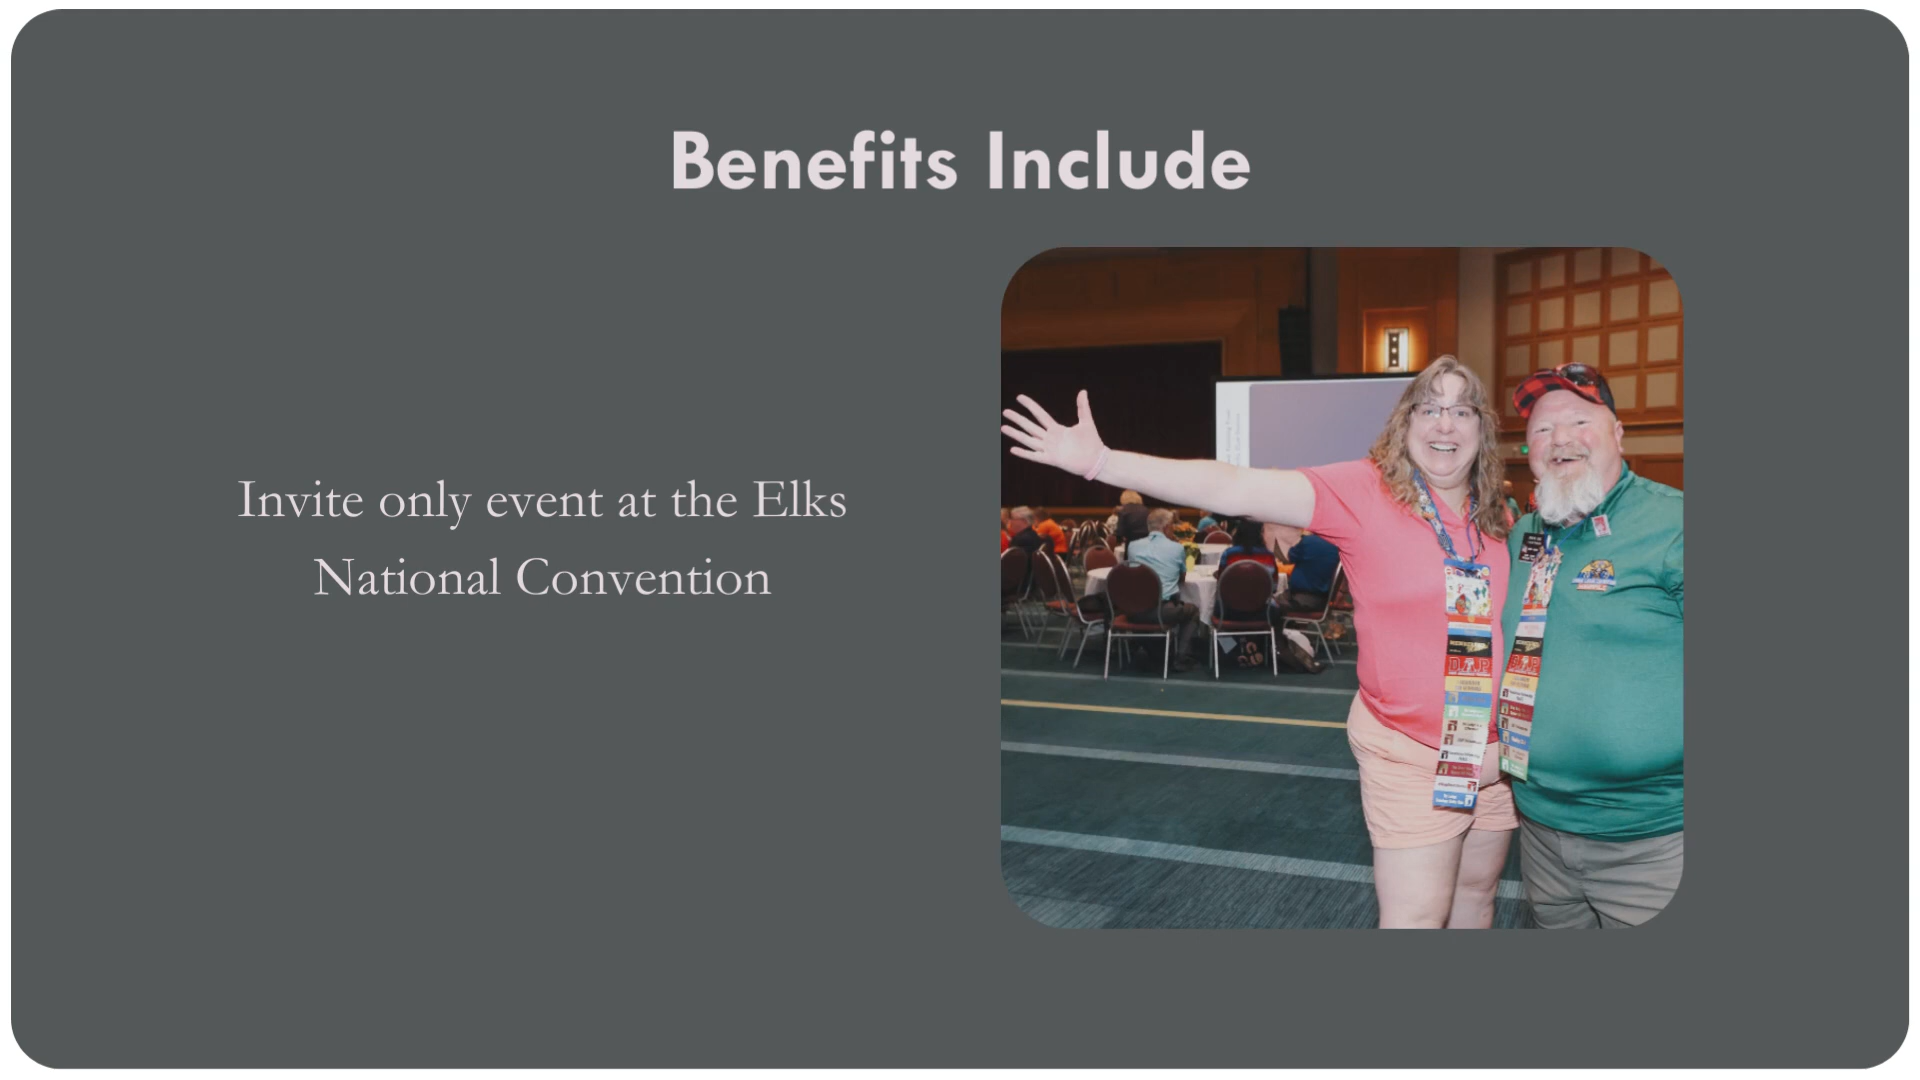 Benefits Include
Invite only event at the Elks
National Convention
D.A.P